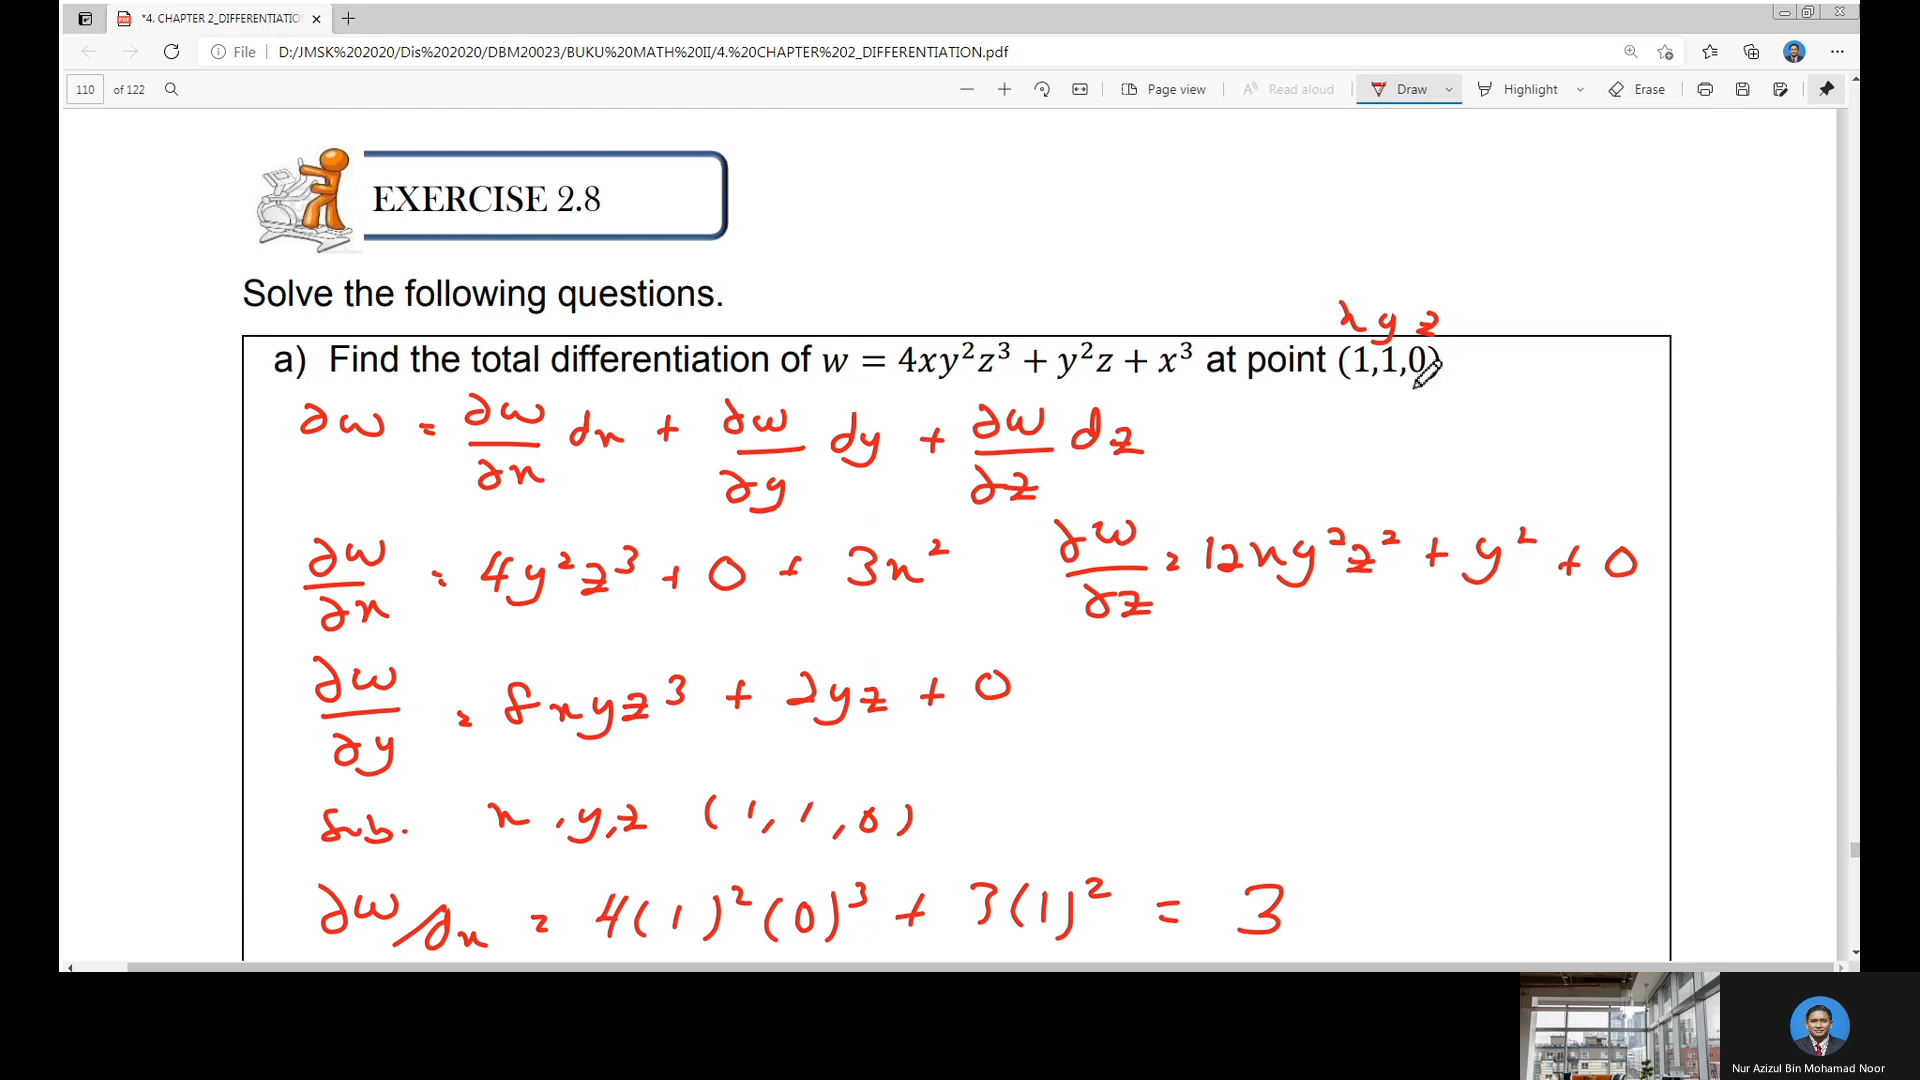 *4. CHAPTER 2_DIFFERENTIATIO
File D:/JMSK%202020/Dis%202020/DBM20023/BUKU%20MATH%20II/4.%20CHAPTER%202_DIFFERENTIATION.pdf
110 of 122 Page view Read aloud Draw Highlight Erase
EXERCISE 2.8
Solve the following questions.
x y z
a) Find the total differentiation of w = 4xy²z³ + y²z + x³ at point (1,1,0)
∂w = ∂w/∂x dx + ∂w/∂y dy + ∂w/∂z dz
∂w/∂x = 4y²z³ + 0 + 3x² ∂w/∂z = 12xy²z² + y² + 0
∂w/∂y = 8xyz³ + 2yz + 0
Sub. x, y, z (1, 1, 0)
∂w/∂x = 4(1)²(0)³ + 3(1)² = 3
Nur Azizul Bin Mohamad Noor